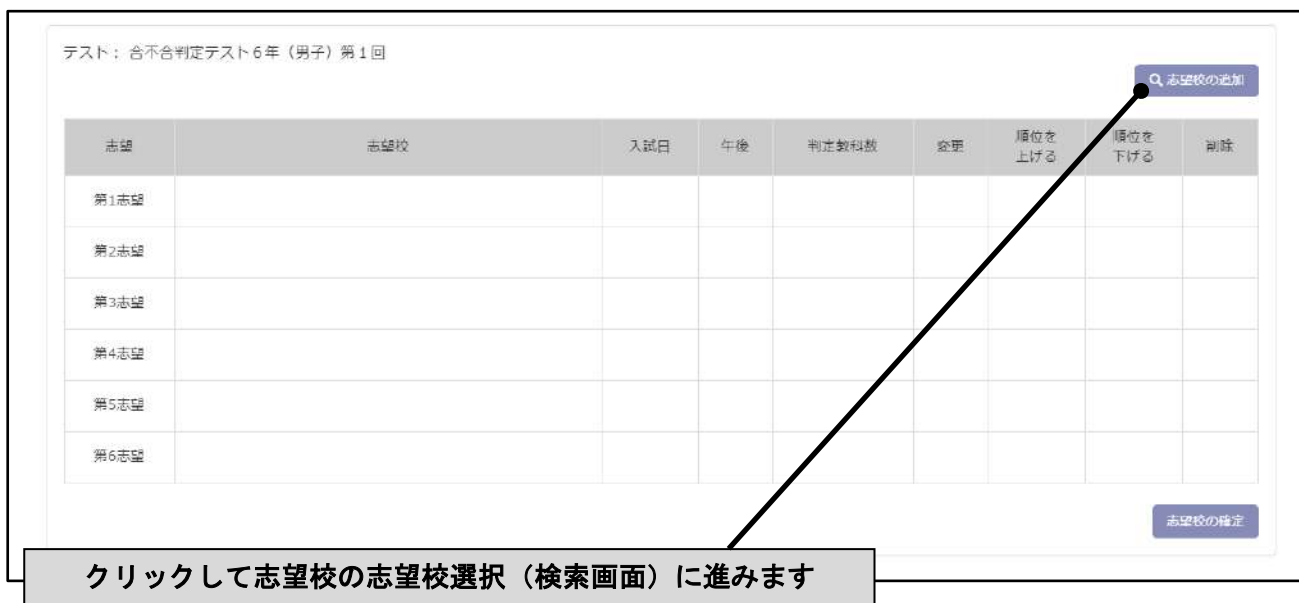 テスト： 合不合判定テスト６年（男子）第１回
志望校の追加
志望 志望校 入試日 午後 判定教科数 変更 順位を上げる 順位を下げる 削除
第1志望
第2志望
第3志望
第4志望
第5志望
第6志望
志望校の確定
クリックして志望校の志望校選択（検索画面）に進みます